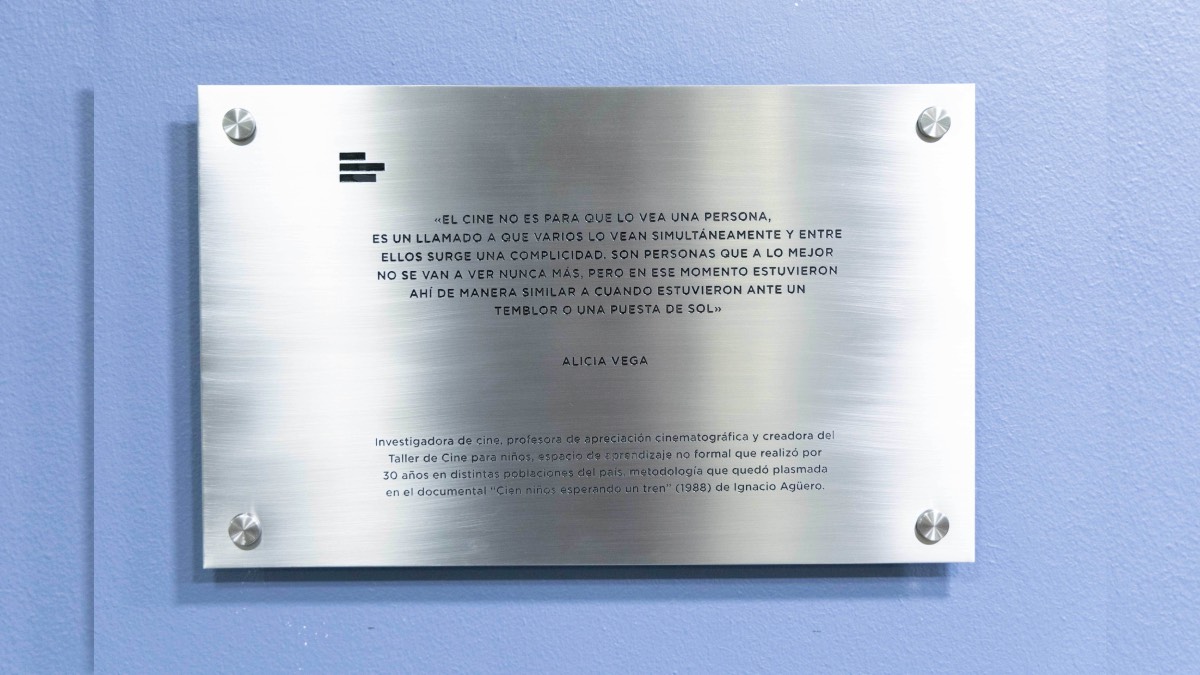 «EL CINE NO ES PARA QUE LO VEA UNA PERSONA,
ES UN LLAMADO A QUE VARIOS LO VEAN SIMULTÁNEAMENTE Y ENTRE
ELLOS SURGE UNA COMPLICIDAD. SON PERSONAS QUE A LO MEJOR
NO SE VAN A VER NUNCA MÁS, PERO EN ESE MOMENTO ESTUVIERON
AHÍ DE MANERA SIMILAR A CUANDO ESTUVIERON ANTE UN
TEMBLOR O UNA PUESTA DE SOL»
ALICIA VEGA
Investigadora de cine, profesora de apreciación cinematográfica y creadora del
Taller de Cine para niños, espacio de aprendizaje no formal que realizó por
30 años en distintas poblaciones del país, metodología que quedó plasmada
en el documental "Cien niños esperando un tren" (1988) de Ignacio Agüero.